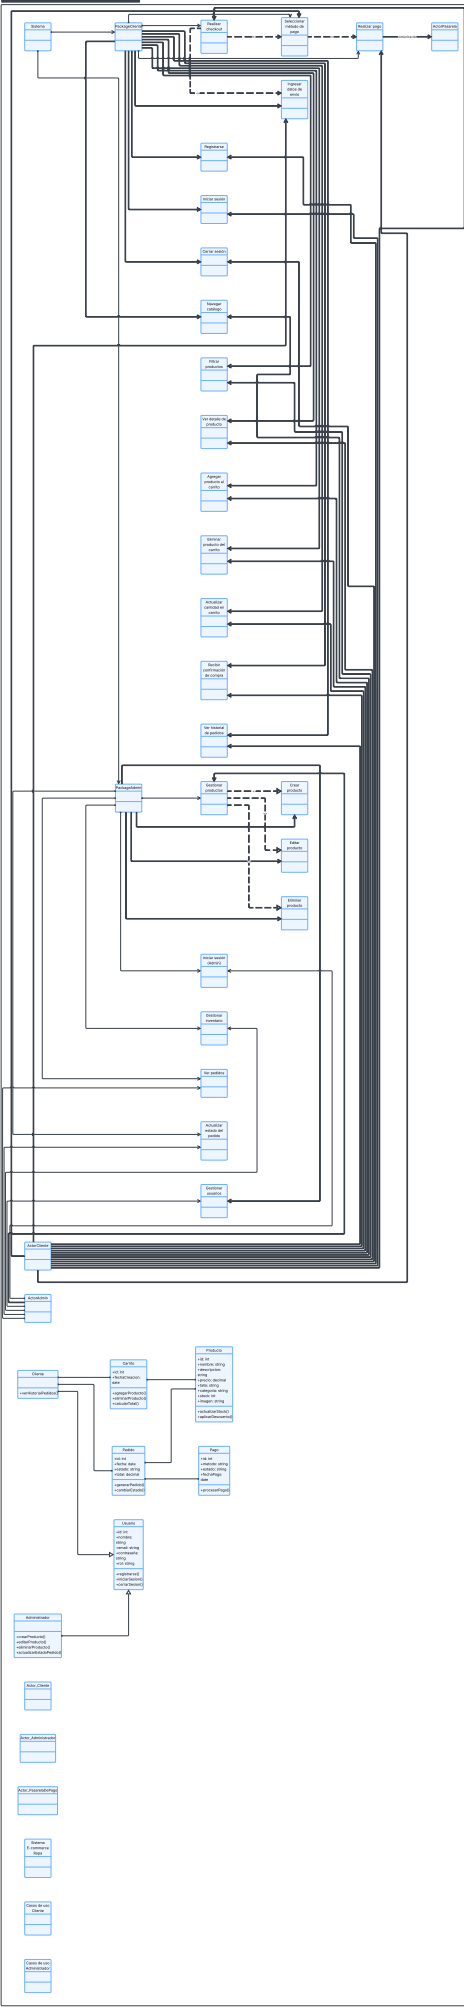 Sistema
PackageCliente
Realizar
checkout
Seleccionar
método de
pago
Realizar pago
ActorPasarela
Ingresar
datos de
envío
Registrarse
Iniciar sesión
Cerrar sesión
Navegar
catálogo
Filtrar
productos
Ver detalle de
producto
Agregar
producto al
carrito
Eliminar
producto del
carrito
Actualizar
cantidad en
carrito
Recibir
confirmación
de compra
Ver historial
de pedidos
PackageAdmin
Gestionar
productos
Crear
producto
Editar
producto
Eliminar
producto
Iniciar sesión
Gestionar
inventario
Ver pedidos
Actualizar
estado del
pedido
Gestionar
usuarios
ActorCliente
ActorAdmin
Cliente
+verHistorialPedidos()
Carrito
+id: int
+fechaCreacion:
date
+agregarProducto()
+eliminarProducto()
+calcularTotal()
Producto
+id: int
+nombre: string
+descripcion:
string
+precio: decimal
+talla: string
+categoria: string
+stock: int
+imagen: string
+actualizarStock()
+aplicarDescuento()
Pedido
+id: int
+fecha: date
+estado: string
+total: decimal
+generarPedido()
+cambiarEstado()
Pago
+id: int
+metodo: string
+estado: string
+fechaPago:
date
+procesarPago()
Usuario
+id: int
+nombre:
string
+email: string
+contraseña:
string
+rol: string
+registrarse()
+iniciarSesion()
+cerrarSesion()
Administrador
+crearProducto()
+editarProducto()
+eliminarProducto()
+actualizarEstadoPedido()
Actor_Cliente
Actor_Administrador
Actor_PasareladePago
Sistema
E-commerce
Ropa
Casos de uso
Cliente
Casos de uso
Administrador